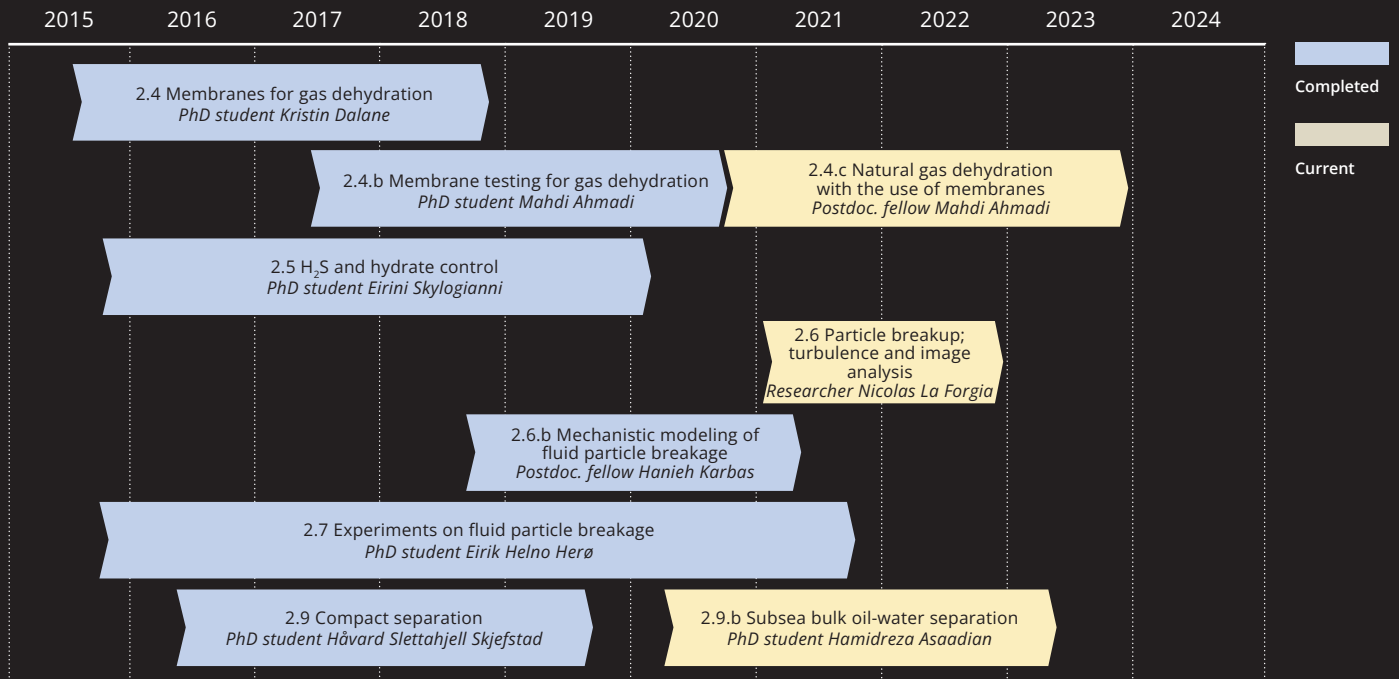 2015 2016 2017 2018 2019 2020 2021 2022 2023 2024
Completed
Current
2.4 Membranes for gas dehydration
PhD student Kristin Dalane
2.4.b Membrane testing for gas dehydration
PhD student Mahdi Ahmadi
2.4.c Natural gas dehydration
with the use of membranes
Postdoc. fellow Mahdi Ahmadi
2.5 H₂S and hydrate control
PhD student Eirini Skylogianni
2.6 Particle breakup;
turbulence and image
analysis
Researcher Nicolas La Forgia
2.6.b Mechanistic modeling of
fluid particle breakage
Postdoc. fellow Hanieh Karbas
2.7 Experiments on fluid particle breakage
PhD student Eirik Helno Herø
2.9 Compact separation
PhD student Håvard Slettahjell Skjefstad
2.9.b Subsea bulk oil-water separation
PhD student Hamidreza Asaadian